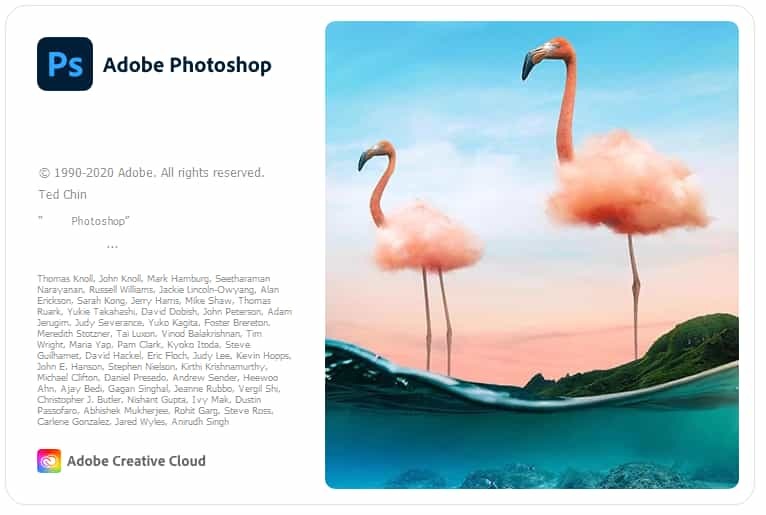 Ps Adobe Photoshop
© 1990-2020 Adobe. All rights reserved.
Ted Chin
" Photoshop"
...
Thomas Knoll, John Knoll, Mark Hamburg, Seetharaman
Narayanan, Russell Williams, Jackie Lincoln-Owyang, Alan
Erickson, Sarah Kong, Jerry Harris, Mike Shaw, Thomas
Ruark, Yukie Takahashi, David Dobish, John Peterson, Adam
Jerugim, Judy Severance, Yuko Kagita, Foster Brereton,
Meredith Stotzner, Tai Luxon, Vinod Balakrishnan, Tim
Wright, Maria Yap, Pam Clark, Kyoko Itoda, Steve
Guilhamet, David Hackel, Eric Floch, Judy Lee, Kevin Hopps,
John E. Hanson, Stephen Nielson, Kirthi Krishnamurthy,
Michael Clifton, Daniel Presedo, Andrew Sender, Heewoo
Ahn, Ajay Bedi, Gagan Singhal, Jeanne Rubbo, Vergil Shi,
Christopher J. Butler, Nishant Gupta, Ivy Mak, Dustin
Passofaro, Abhishek Mukherjee, Rohit Garg, Steve Ross,
Carlene Gonzalez, Jared Wyles, Anirudh Singh
Adobe Creative Cloud